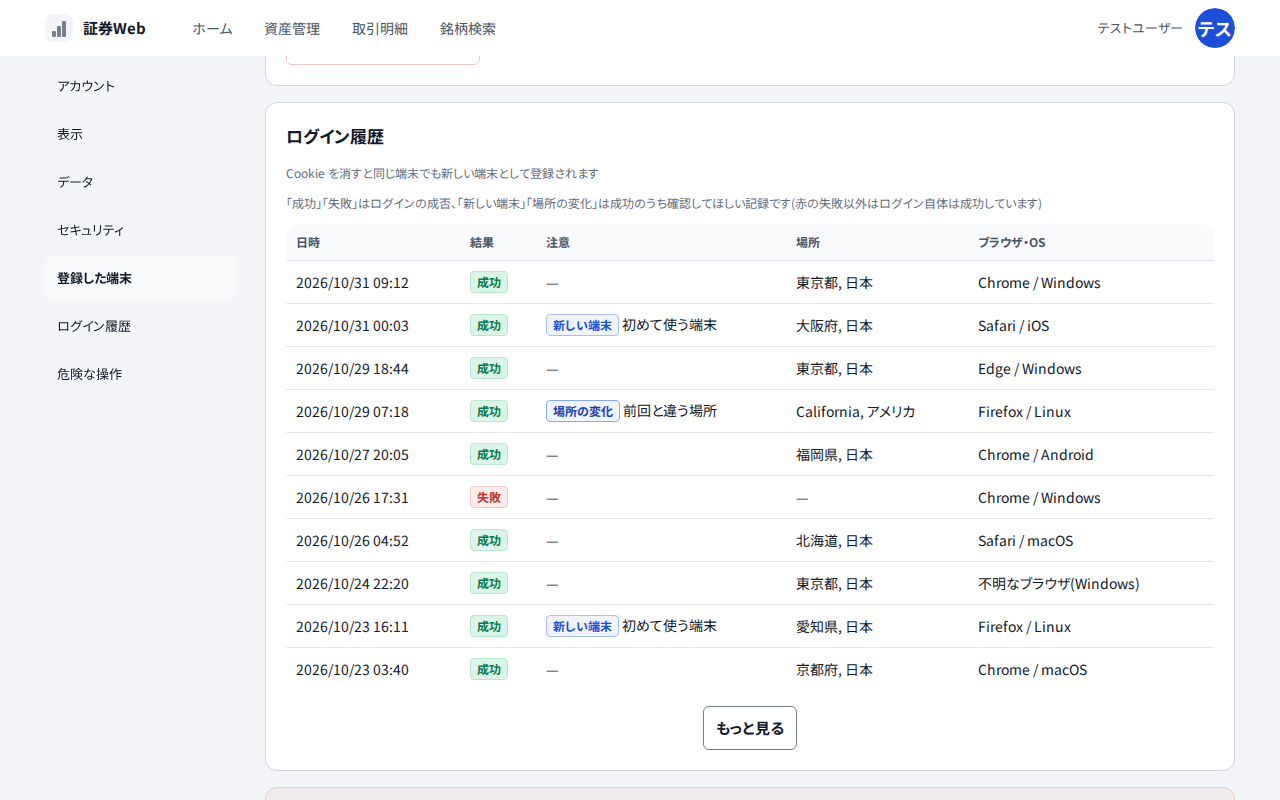 証券Web ホーム 資産管理 取引明細 銘柄検索 テストユーザー テス
アカウント
表示
データ
セキュリティ
登録した端末
ログイン履歴
危険な操作
ログイン履歴
Cookie を消すと同じ端末でも新しい端末として登録されます
「成功」「失敗」はログインの成否、「新しい端末」「場所の変化」は成功のうち確認してほしい記録です(赤の失敗以外はログイン自体は成功しています)
日時 結果 注意 場所 ブラウザ・OS
2026/10/31 09:12 成功 — 東京都, 日本 Chrome / Windows
2026/10/31 00:03 成功 新しい端末 初めて使う端末 大阪府, 日本 Safari / iOS
2026/10/29 18:44 成功 — 東京都, 日本 Edge / Windows
2026/10/29 07:18 成功 場所の変化 前回と違う場所 California, アメリカ Firefox / Linux
2026/10/27 20:05 成功 — 福岡県, 日本 Chrome / Android
2026/10/26 17:31 失敗 — — Chrome / Windows
2026/10/26 04:52 成功 — 北海道, 日本 Safari / macOS
2026/10/24 22:20 成功 — 東京都, 日本 不明なブラウザ(Windows)
2026/10/23 16:11 成功 新しい端末 初めて使う端末 愛知県, 日本 Firefox / Linux
2026/10/23 03:40 成功 — 京都府, 日本 Chrome / macOS
もっと見る